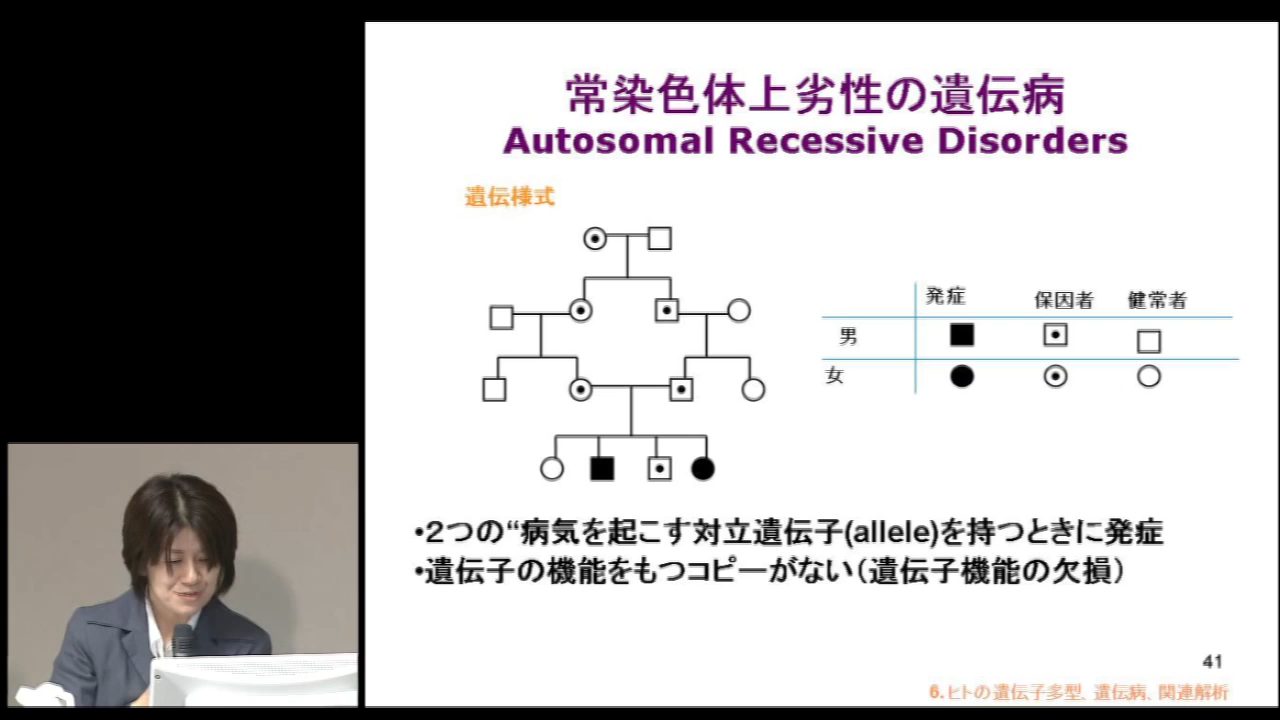 常染色体上劣性の遺伝病
Autosomal Recessive Disorders
遺伝様式
発症 保因者 健常者
男
女
•２つの“病気を起こす対立遺伝子(allele)を持つときに発症
•遺伝子の機能をもつコピーがない（遺伝子機能の欠損）
41
6.ヒトの遺伝子多型、遺伝病、関連解析